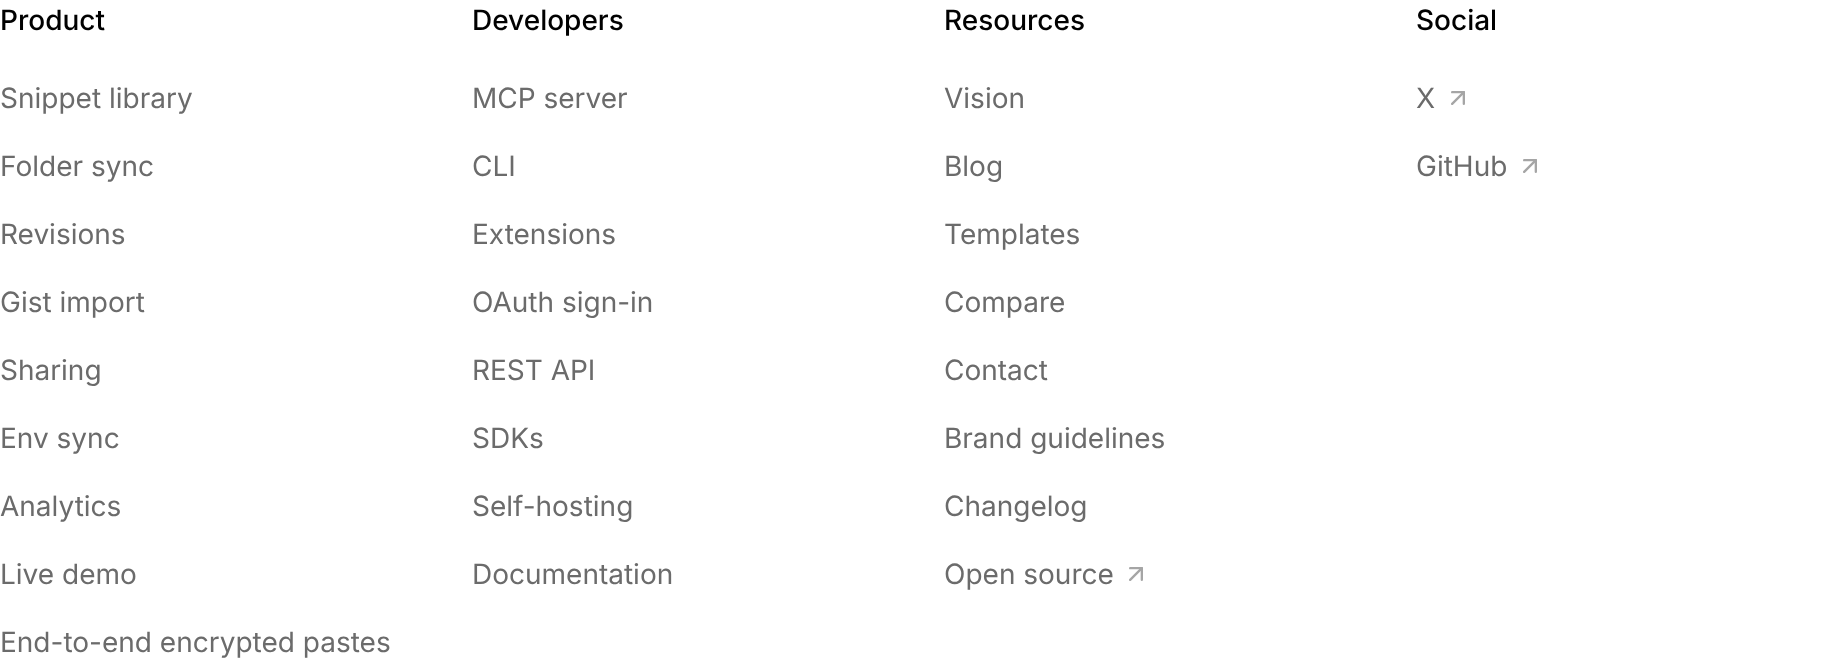 Product
Snippet library
Folder sync
Revisions
Gist import
Sharing
Env sync
Analytics
Live demo
End-to-end encrypted pastes
Developers
MCP server
CLI
Extensions
OAuth sign-in
REST API
SDKs
Self-hosting
Documentation
Resources
Vision
Blog
Templates
Compare
Contact
Brand guidelines
Changelog
Open source
Social
X
GitHub